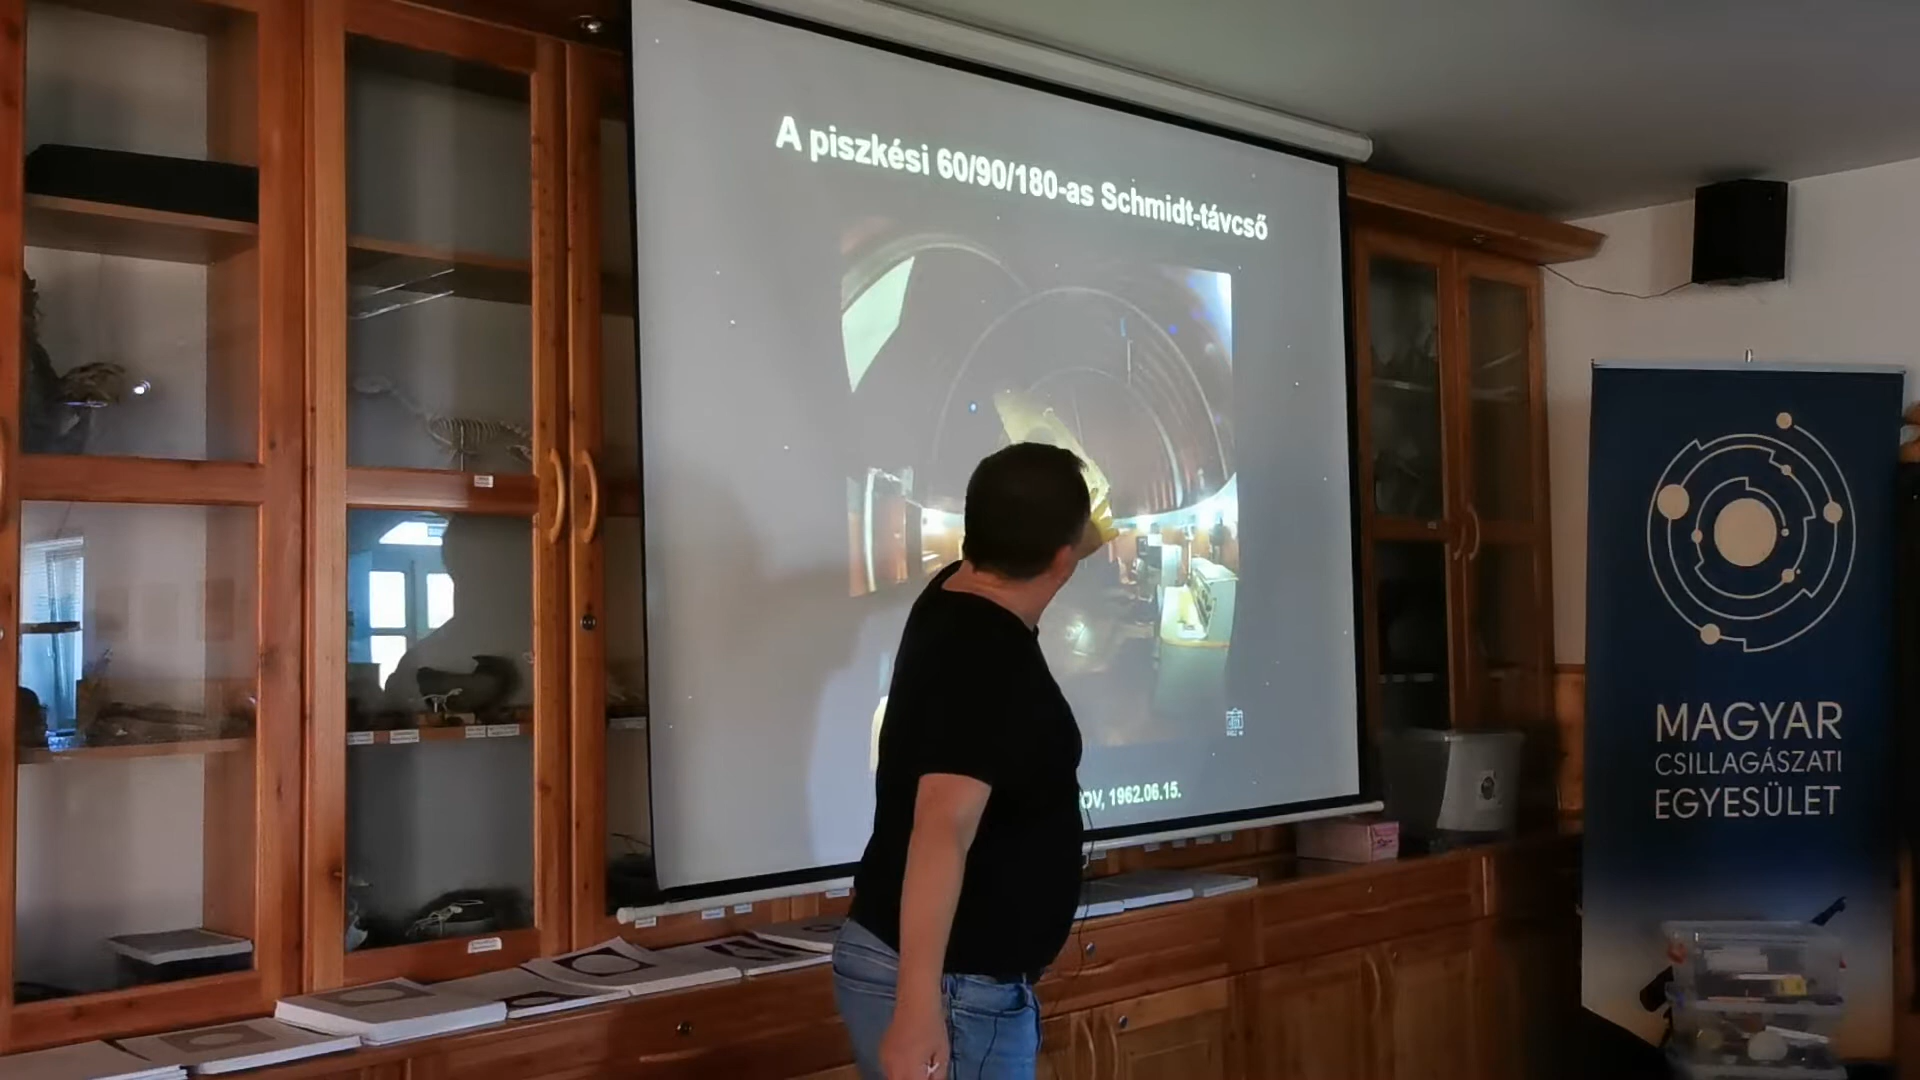 A piszkési 60/90/180-as Schmidt-távcső
OV, 1962.06.15.
MAGYAR
CSILLAGÁSZATI
EGYESÜLET